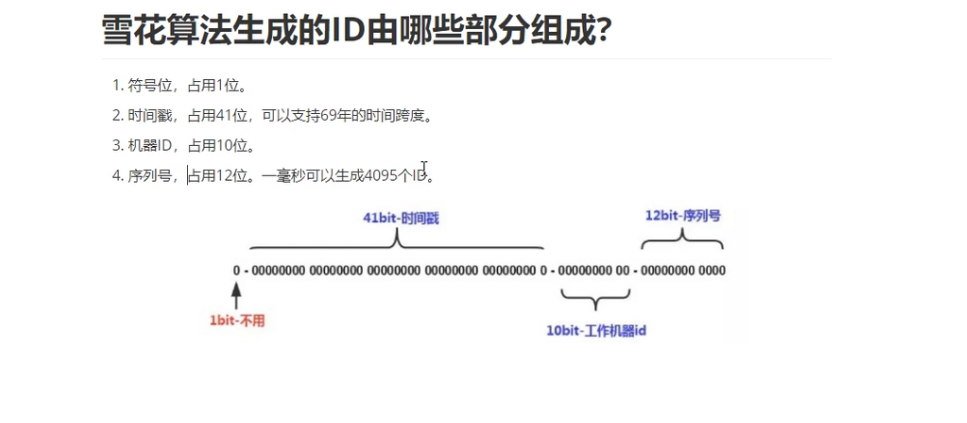 雪花算法生成的ID由哪些部分组成?
1. 符号位，占用1位。
2. 时间戳，占用41位，可以支持69年的时间跨度。
3. 机器ID，占用10位。
4. 序列号，占用12位。一毫秒可以生成4095个ID。
41bit-时间戳
12bit-序列号
0 - 00000000 00000000 00000000 00000000 00000000 0 - 00000000 00 - 00000000 0000
1bit-不用
10bit-工作机器id